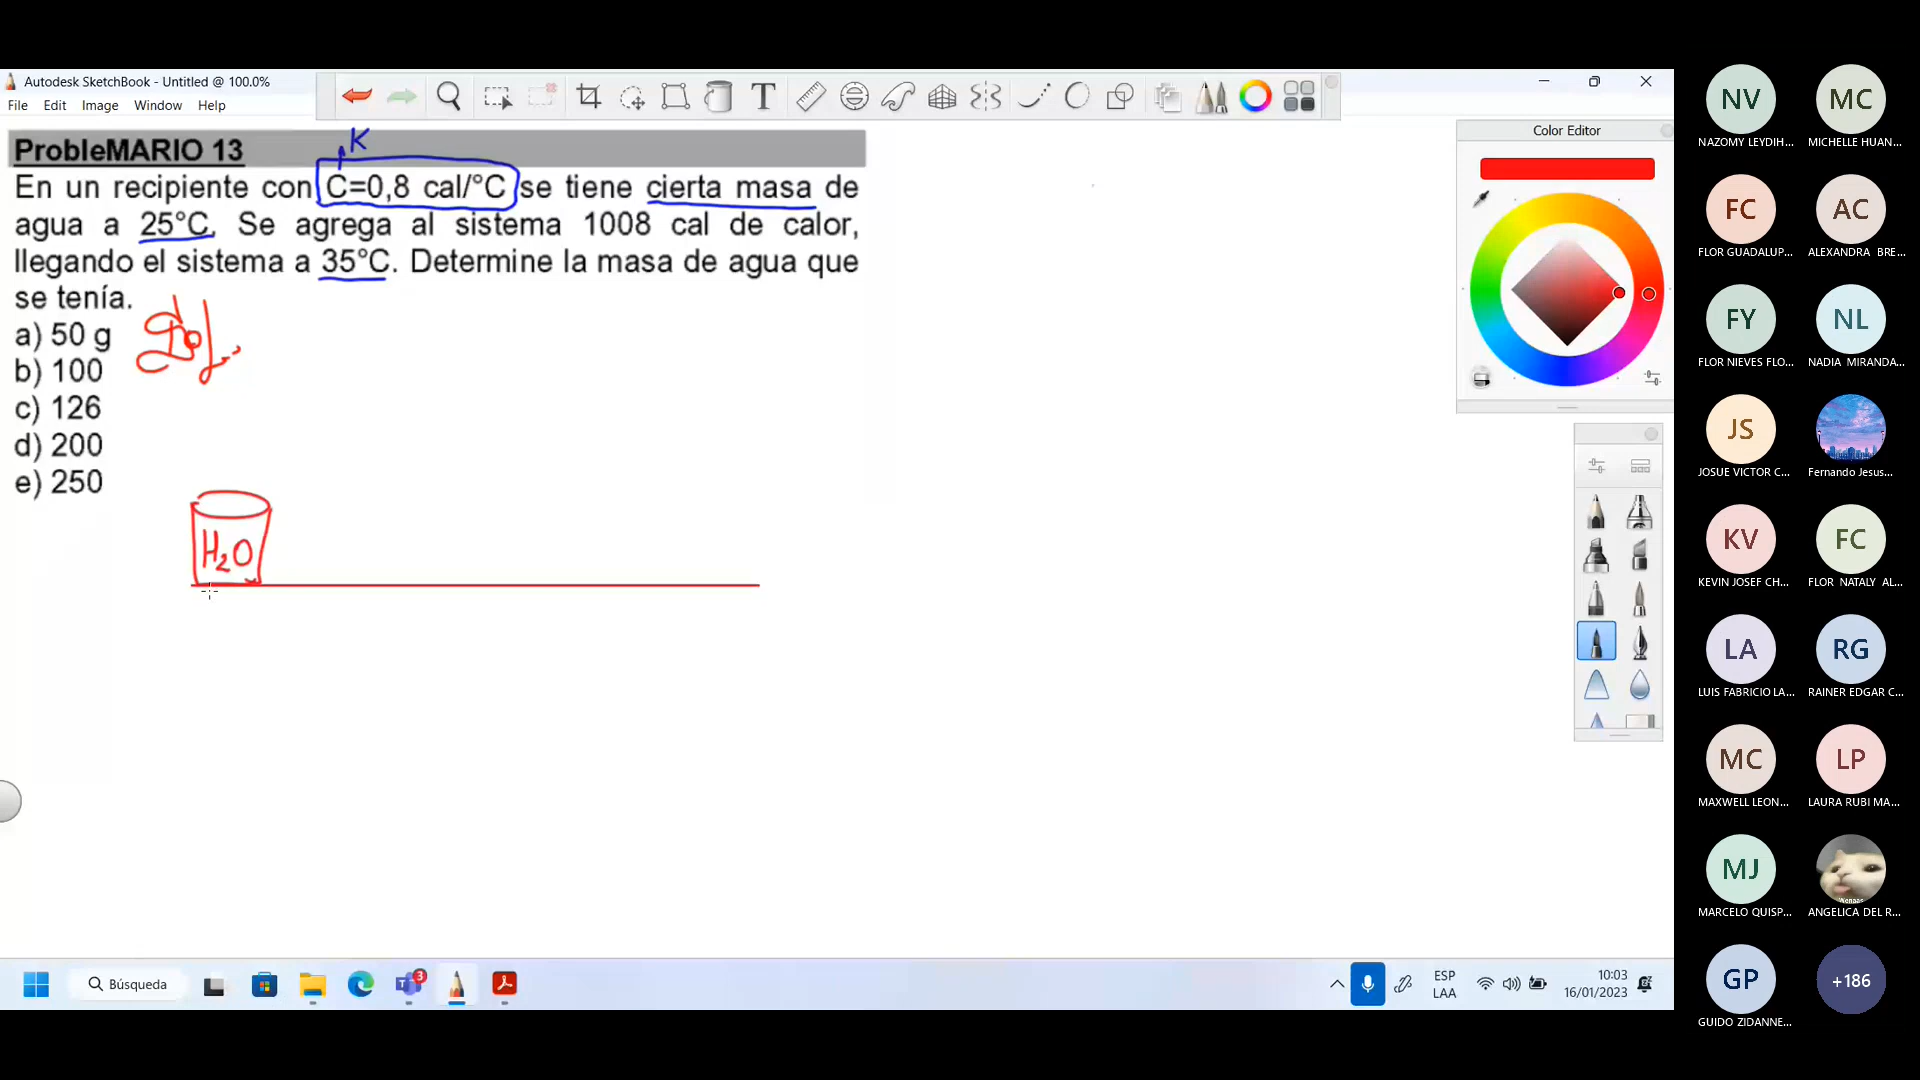 Autodesk SketchBook - Untitled @ 100.0%
File Edit Image Window Help
T
Color Editor
K
ProbleMARIO 13
En un recipiente con C=0,8 cal/°C se tiene cierta masa de
agua a 25°C. Se agrega al sistema 1008 cal de calor,
llegando el sistema a 35°C. Determine la masa de agua que
se tenía.
Sol
a) 50 g
b) 100
c) 126
d) 200
e) 250
H2O
NV MC
NAZOMY LEYDIH... MICHELLE HUAN...
FC AC
FLOR GUADALUP... ALEXANDRA BRE...
FY NL
FLOR NIEVES FLO... NADIA MIRANDA...
JS
JOSUE VICTOR C... Fernando Jesus...
KV FC
KEVIN JOSEF CH... FLOR NATALY AL...
LA RG
LUIS FABRICIO LA... RAINER EDGAR C...
MC LP
MAXWELL LEON... LAURA RUBI MA...
MJ
MARCELO QUISP... ANGELICA DEL R...
GP +186
GUIDO ZIDANNE...
Búsqueda
3
ESP
LAA
10:03
16/01/2023